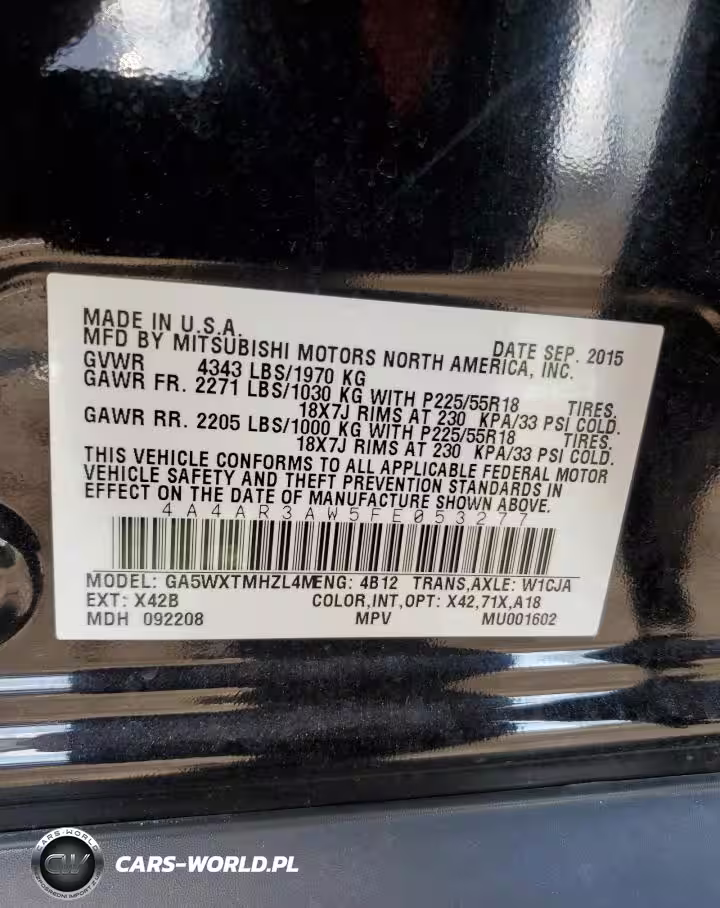 MADE IN U.S.A. DATE SEP. 2015
MFD BY MITSUBISHI MOTORS NORTH AMERICA, INC.
GVWR 4343 LBS/1970 KG
GAWR FR. 2271 LBS/1030 KG WITH P225/55R18 TIRES.
18X7J RIMS AT 230 KPA/33 PSI COLD.
GAWR RR. 2205 LBS/1000 KG WITH P225/55R18 TIRES.
18X7J RIMS AT 230 KPA/33 PSI COLD.
THIS VEHICLE CONFORMS TO ALL APPLICABLE FEDERAL MOTOR
VEHICLE SAFETY AND THEFT PREVENTION STANDARDS IN
EFFECT ON THE DATE OF MANUFACTURE SHOWN ABOVE.
4A4AR3AW5FE053277
MODEL: GA5WXTMHZL4M ENG: 4B12 TRANS,AXLE: W1CJA
EXT: X42B COLOR,INT,OPT: X42,71X,A18
MDH 092208 MPV MU001602
CARS-WORLD
CW
CARS-WORLD.PL